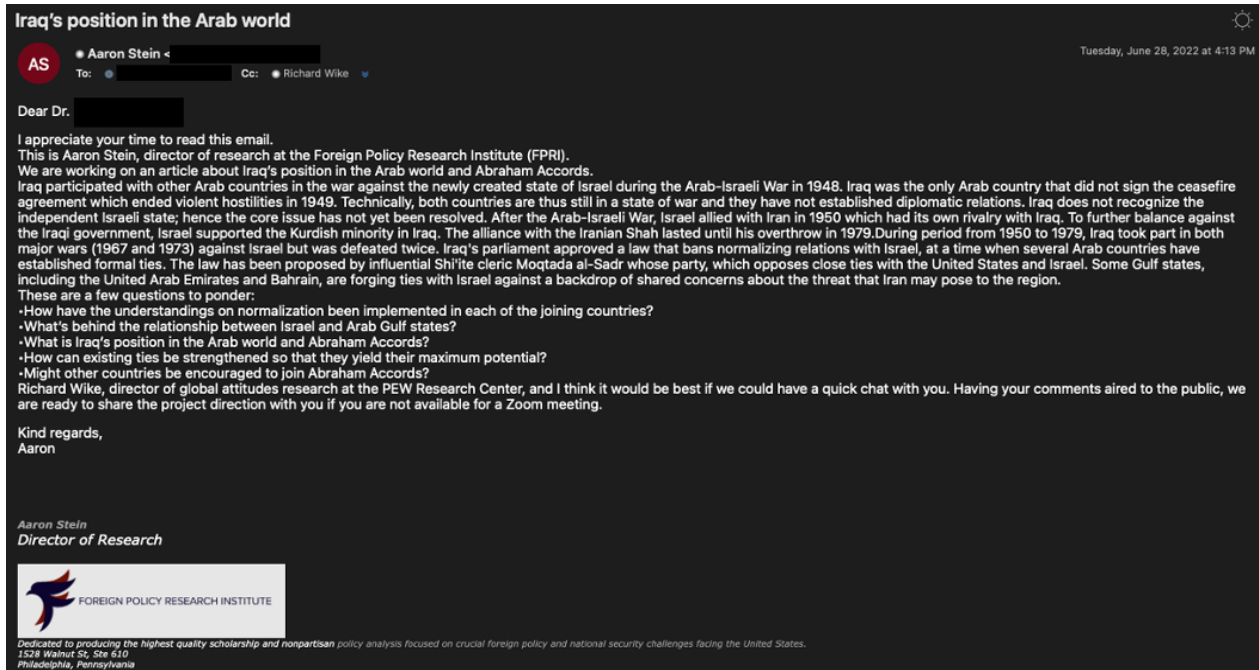 Iraq's position in the Arab world
AS
Aaron Stein <
Tuesday, June 28, 2022 at 4:13 PM
To:
Cc: Richard Wike
Dear Dr.
I appreciate your time to read this email.
This is Aaron Stein, director of research at the Foreign Policy Research Institute (FPRI).
We are working on an article about Iraq's position in the Arab world and Abraham Accords.
Iraq participated with other Arab countries in the war against the newly created state of Israel during the Arab-Israeli War in 1948. Iraq was the only Arab country that did not sign the ceasefire
agreement which ended violent hostilities in 1949. Technically, both countries are thus still in a state of war and they have not established diplomatic relations. Iraq does not recognize the
independent Israeli state; hence the core issue has not yet been resolved. After the Arab-Israeli War, Israel allied with Iran in 1950 which had its own rivalry with Iraq. To further balance against
the Iraqi government, Israel supported the Kurdish minority in Iraq. The alliance with the Iranian Shah lasted until his overthrow in 1979.During period from 1950 to 1979, Iraq took part in both
major wars (1967 and 1973) against Israel but was defeated twice. Iraq's parliament approved a law that bans normalizing relations with Israel, at a time when several Arab countries have
established formal ties. The law has been proposed by influential Shi'ite cleric Moqtada al-Sadr whose party, which opposes close ties with the United States and Israel. Some Gulf states,
including the United Arab Emirates and Bahrain, are forging ties with Israel against a backdrop of shared concerns about the threat that Iran may pose to the region.
These are a few questions to ponder:
•How have the understandings on normalization been implemented in each of the joining countries?
•What's behind the relationship between Israel and Arab Gulf states?
•What is Iraq's position in the Arab world and Abraham Accords?
•How can existing ties be strengthened so that they yield their maximum potential?
•Might other countries be encouraged to join Abraham Accords?
Richard Wike, director of global attitudes research at the PEW Research Center, and I think it would be best if we could have a quick chat with you. Having your comments aired to the public, we
are ready to share the project direction with you if you are not available for a Zoom meeting.
Kind regards,
Aaron
Aaron Stein
Director of Research
FOREIGN POLICY RESEARCH INSTITUTE
Dedicated to producing the highest quality scholarship and nonpartisan policy analysis focused on crucial foreign policy and national security challenges facing the United States.
1528 Walnut St, Ste 610
Philadelphia, Pennsylvania